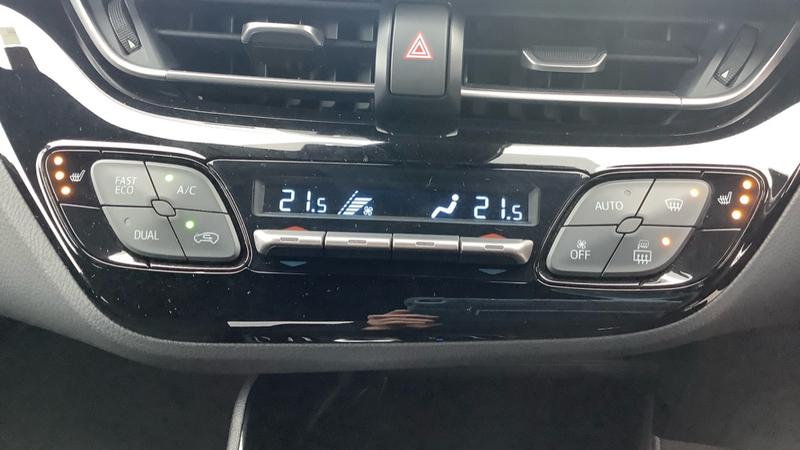 FAST
ECO
A/C
DUAL
21.5
21.5
AUTO
OFF